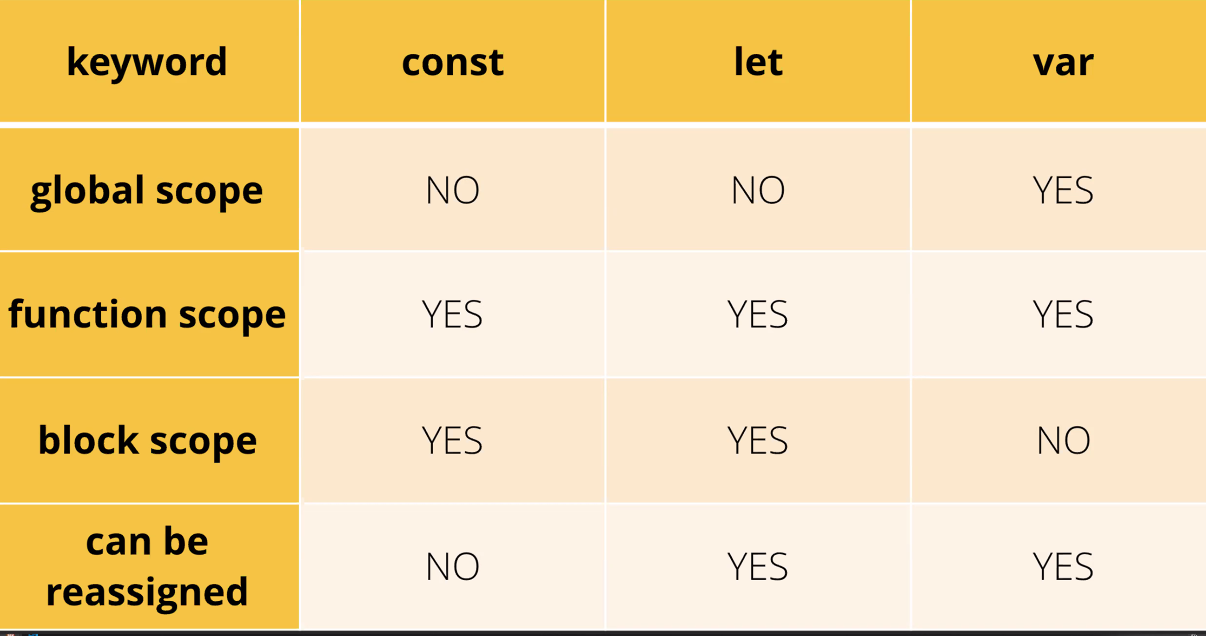 keyword const let var
global scope NO NO YES
function scope YES YES YES
block scope YES YES NO
can be
reassigned NO YES YES